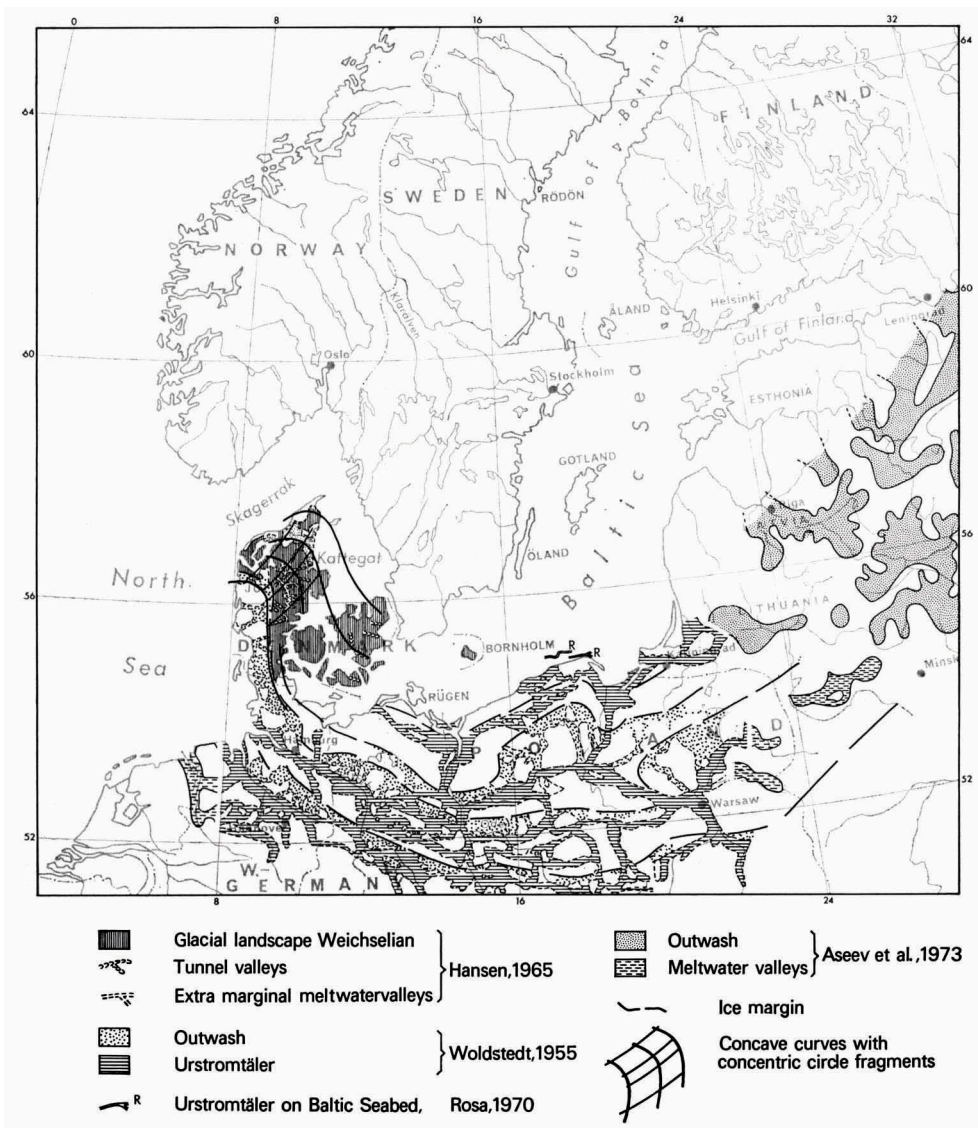 0 8 16 24 32
64
64
FINLAND
Gulf of Bothnia
SWEDEN
RÖDÖN
NORWAY
Klarälven
ÅLAND
Helsinki
60
Leningrad
Gulf of Finland
60
Oslo
Stockholm
ESTHONIA
Baltic Sea
GOTLAND
Skagerrak
Riga
Kattegat
ÖLAND
56
North
Sea
56
LITHUANIA
DENMARK
BORNHOLM
R
R
Minsk
RÜGEN
Hamburg
POLAND
52
Warsaw
52
W.-
GERMAN
8 16 24
Glacial landscape Weichselian
Tunnel valleys
Extra marginal meltwatervalleys
Hansen,1965
Outwash
Urstromtäler
Woldstedt,1955
R Urstromtäler on Baltic Seabed, Rosa,1970
Outwash
Meltwater valleys
Aseev et al.,1973
Ice margin
Concave curves with
concentric circle fragments